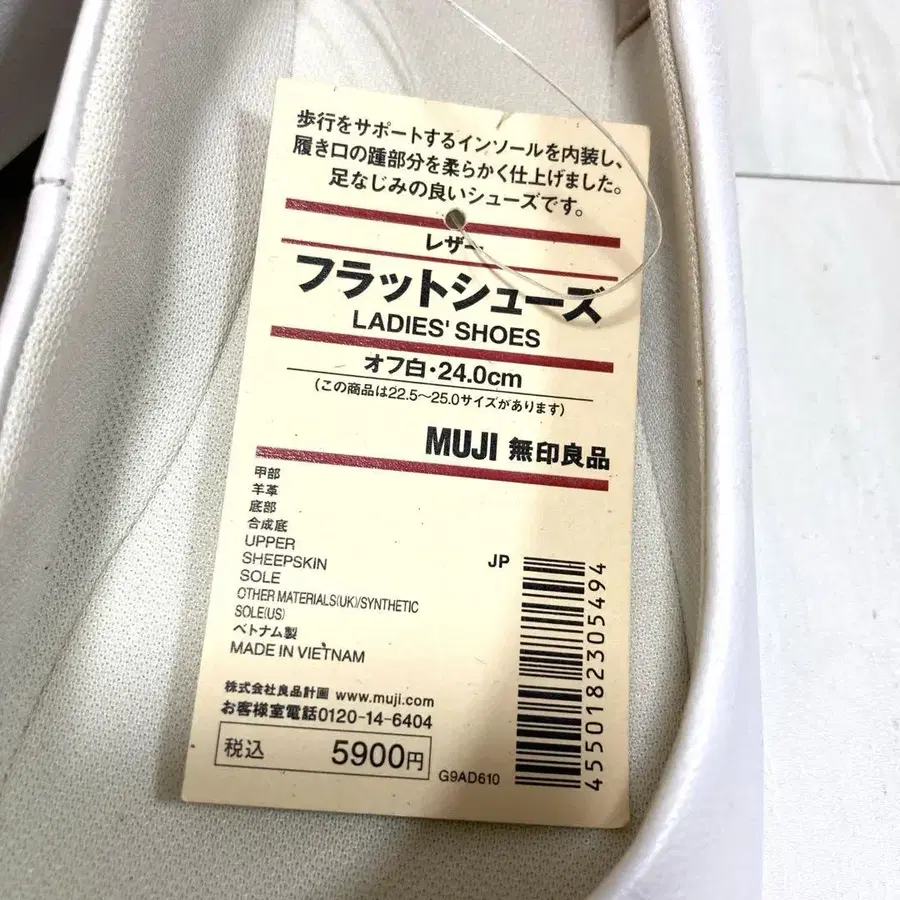 歩行をサポートするインソールを内装し、
履き口の踵部分を柔らかく仕上げました。
足なじみの良いシューズです。
レザー
フラットシューズ
LADIES' SHOES
オフ白・24.0cm
(この商品は22.5〜25.0サイズがあります)
MUJI 無印良品
甲部
羊革
底部
合成底
UPPER
SHEEPSKIN
SOLE
OTHER MATERIALS(UK)/SYNTHETIC
SOLE(US)
ベトナム製
MADE IN VIETNAM
JP
4550182305494
株式会社良品計画 www.muji.com
お客様室電話0120-14-6404
税込 5900円
G9AD610